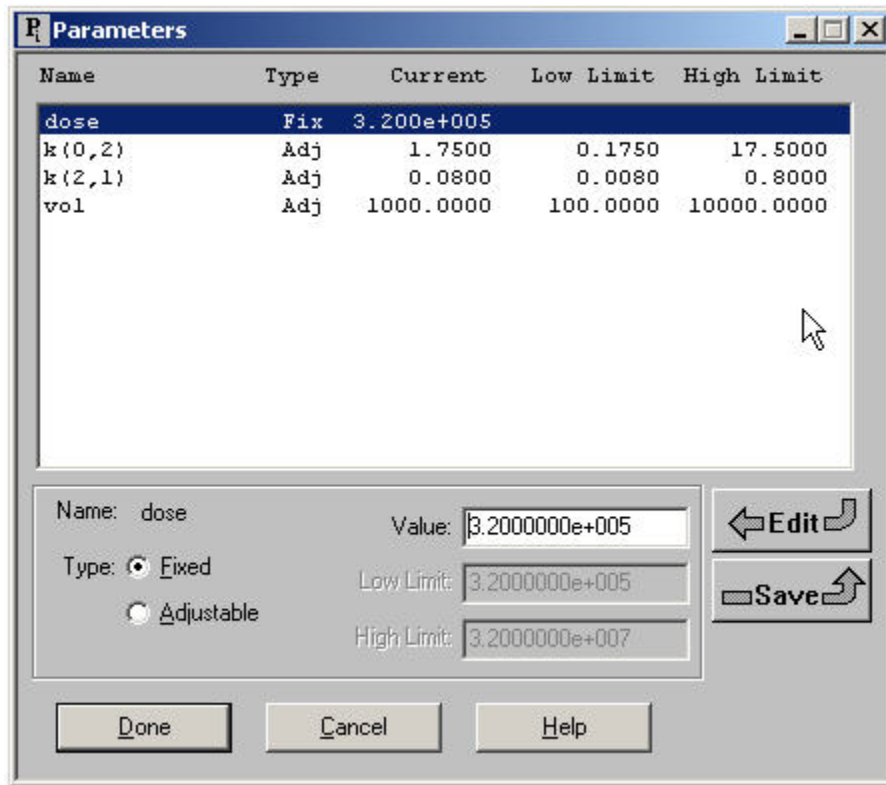 Pt Parameters
Name Type Current Low Limit High Limit
dose Fix 3.200e+005
k(0,2) Adj 1.7500 0.1750 17.5000
k(2,1) Adj 0.0800 0.0080 0.8000
vol Adj 1000.0000 100.0000 10000.0000
Name: dose
Value: 3.2000000e+005
Edit
Type: Fixed
Low Limit: 3.2000000e+005
Save
Adjustable
High Limit: 3.2000000e+007
Done Cancel Help